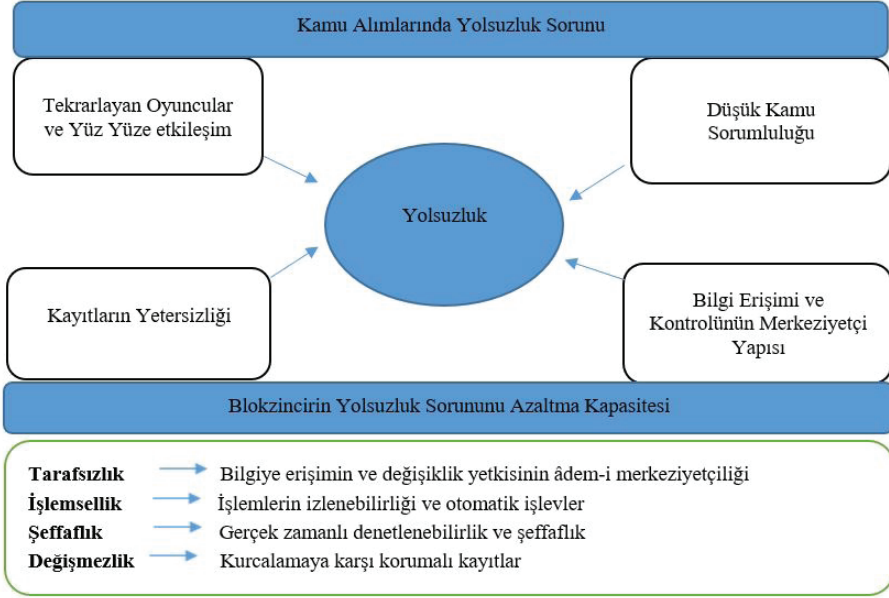 Kamu Alımlarında Yolsuzluk Sorunu
Tekrarlayan Oyuncular
ve Yüz Yüze etkileşim
Düşük Kamu
Sorumluluğu
Yolsuzluk
Kayıtların Yetersizliği
Bilgi Erişimi ve
Kontrolünün Merkeziyetçi
Yapısı
Blokzincirin Yolsuzluk Sorununu Azaltma Kapasitesi
Tarafsızlık Bilgiye erişimin ve değişiklik yetkisinin âdem-i merkeziyetçiliği
İşlemsellik İşlemlerin izlenebilirliği ve otomatik işlevler
Şeffaflık Gerçek zamanlı denetlenebilirlik ve şeffaflık
Değişmezlik Kurcalamaya karşı korumalı kayıtlar